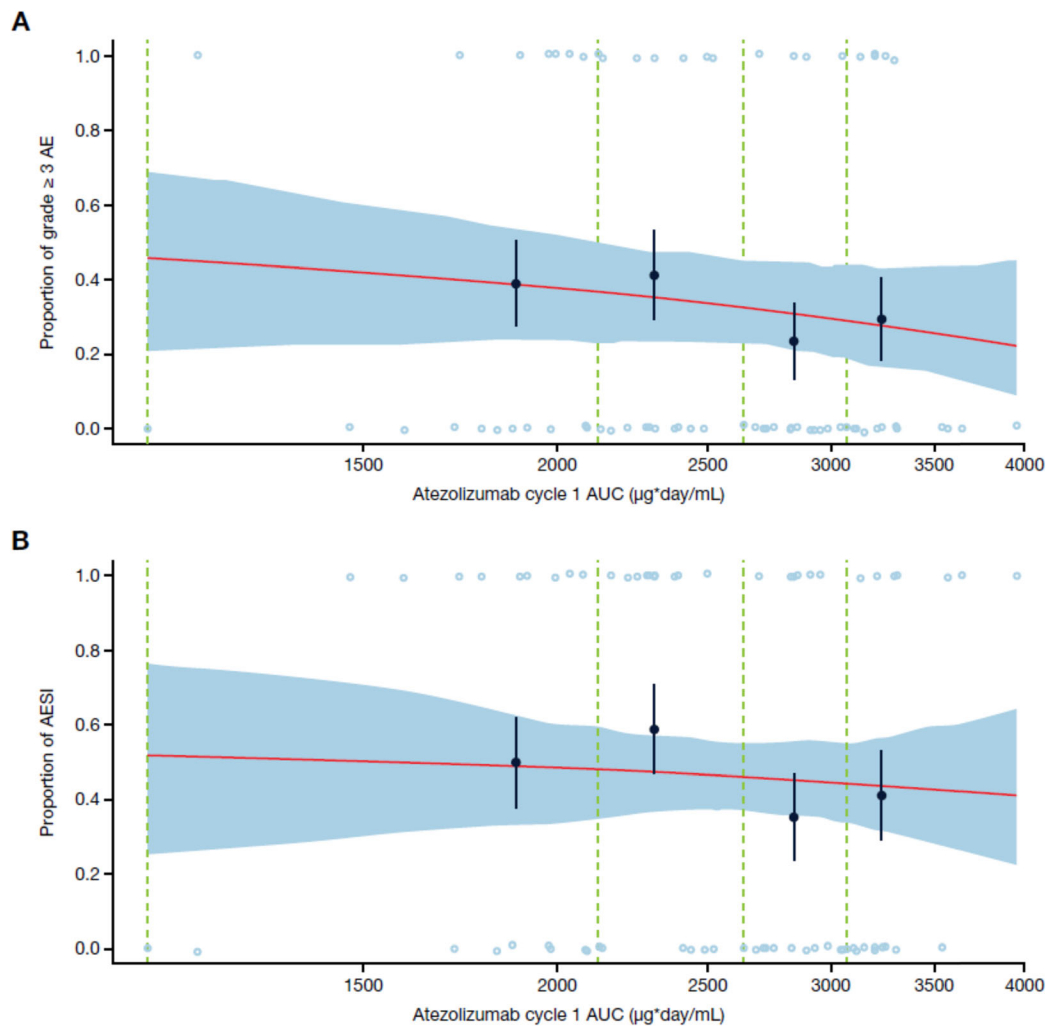 A
1.0
0.8
0.6
0.4
0.2
0.0
Proportion of grade ≥ 3 AE
1500 2000 2500 3000 3500 4000
Atezolizumab cycle 1 AUC (µg*day/mL)
B
1.0
0.8
0.6
0.4
0.2
0.0
Proportion of AESI
1500 2000 2500 3000 3500 4000
Atezolizumab cycle 1 AUC (µg*day/mL)